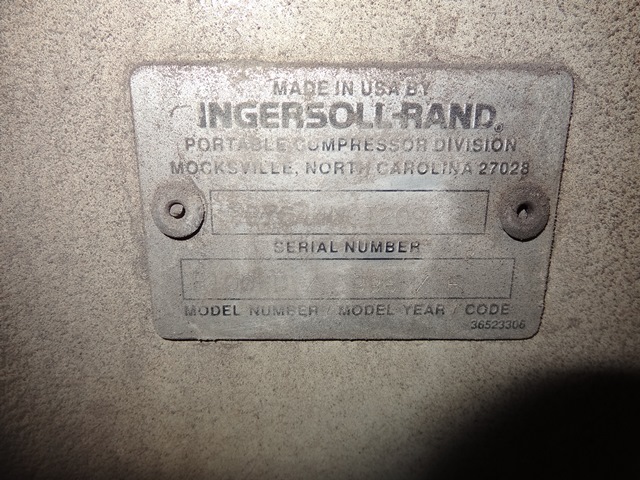 MADE IN USA BY
INGERSOLL-RAND®
PORTABLE COMPRESSOR DIVISION
MOCKSVILLE, NORTH CAROLINA 27028
SERIAL NUMBER
MODEL NUMBER / MODEL YEAR / CODE
36523306